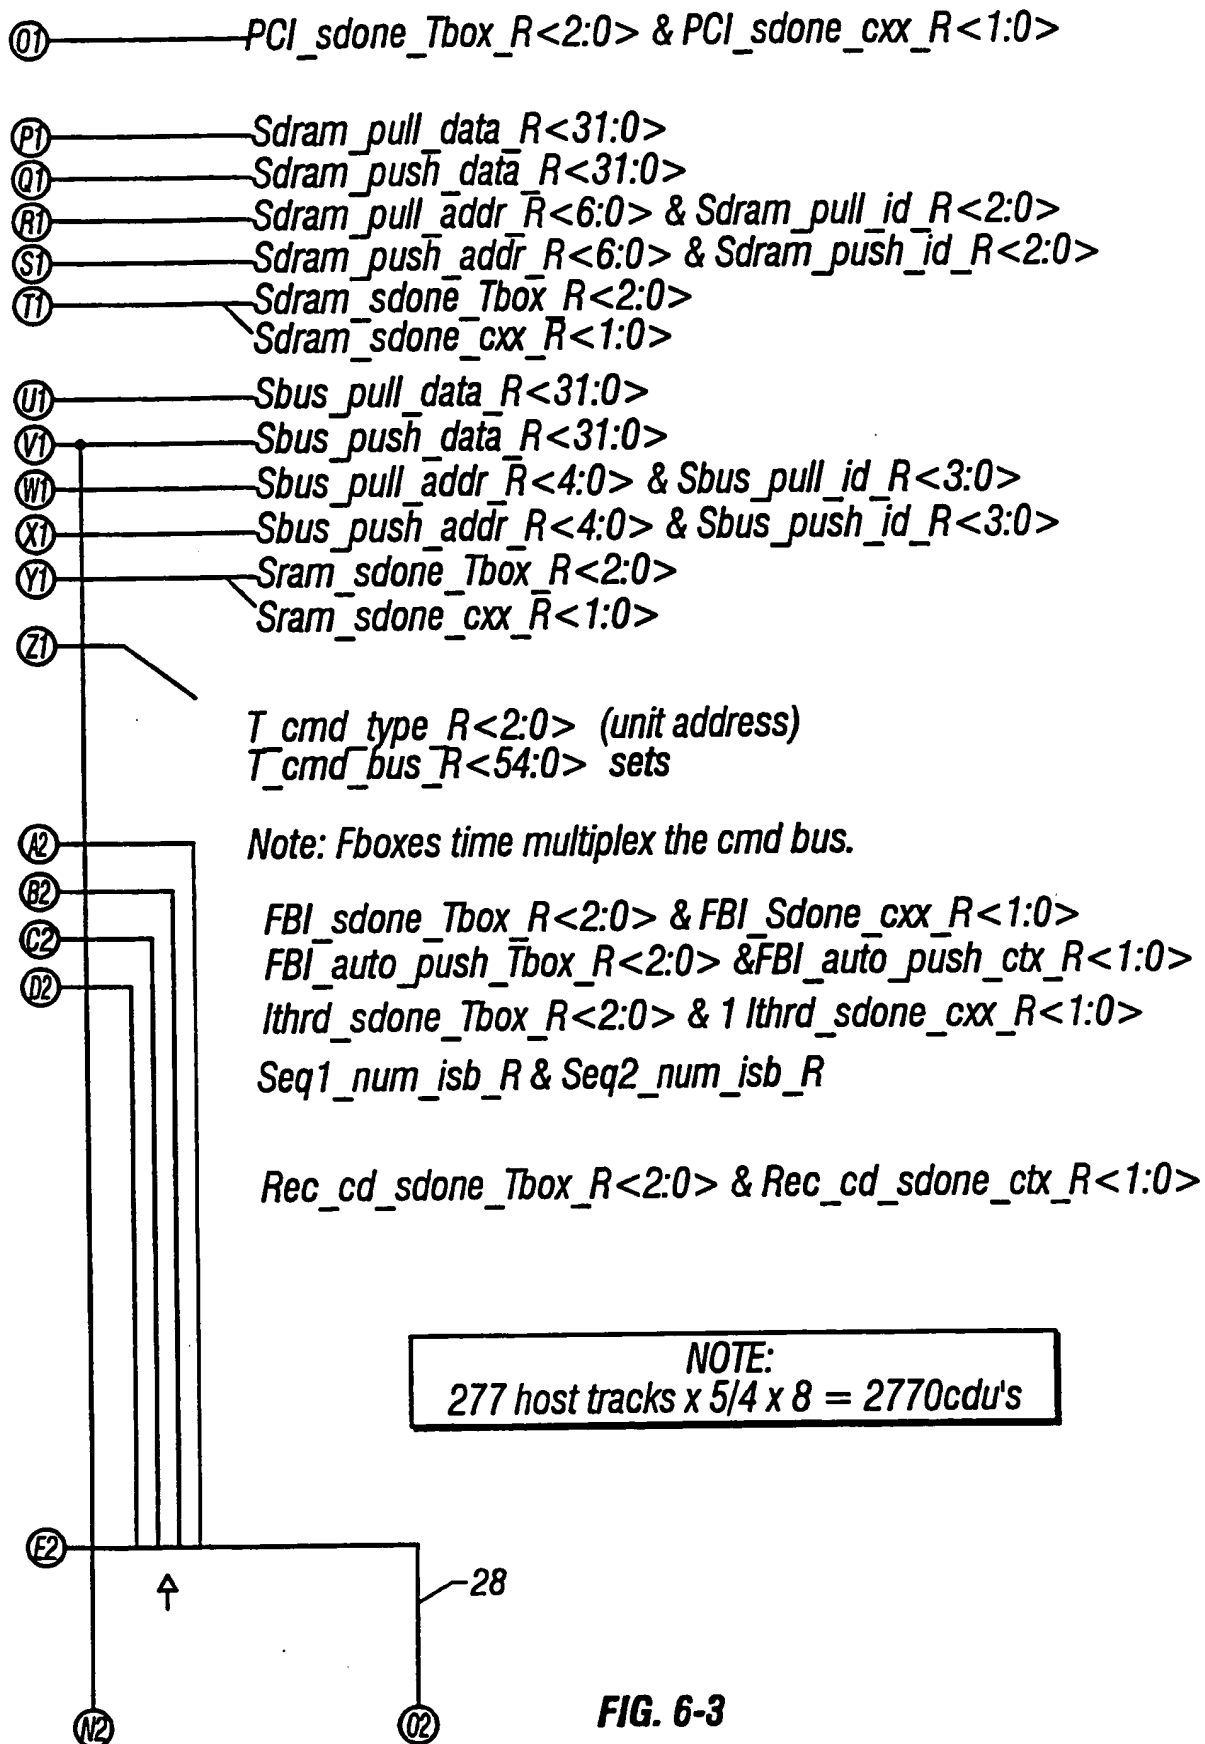 O1 PCI_sdone_Tbox_R<2:0> & PCI_sdone_cxx_R<1:0>
P1 Sdram_pull_data_R<31:0>
Q1 Sdram_push_data_R<31:0>
R1 Sdram_pull_addr_R<6:0> & Sdram_pull_id_R<2:0>
S1 Sdram_push_addr_R<6:0> & Sdram_push_id_R<2:0>
T1 Sdram_sdone_Tbox_R<2:0>
Sdram_sdone_cxx_R<1:0>
U1 Sbus_pull_data_R<31:0>
V1 Sbus_push_data_R<31:0>
W1 Sbus_pull_addr_R<4:0> & Sbus_pull_id_R<3:0>
X1 Sbus_push_addr_R<4:0> & Sbus_push_id_R<3:0>
Y1 Sram_sdone_Tbox_R<2:0>
Sram_sdone_cxx_R<1:0>
Z1
T_cmd_type_R<2:0> (unit address)
T_cmd_bus_R<54:0> sets
A2 Note: Fboxes time multiplex the cmd bus.
B2
FBI_sdone_Tbox_R<2:0> & FBI_Sdone_cxx_R<1:0>
C2
FBI_auto_push_Tbox_R<2:0> &FBI_auto_push_ctx_R<1:0>
D2
Ithrd_sdone_Tbox_R<2:0> & 1 Ithrd_sdone_cxx_R<1:0>
Seq1_num_isb_R & Seq2_num_isb_R
Rec_cd_sdone_Tbox_R<2:0> & Rec_cd_sdone_ctx_R<1:0>
NOTE:
277 host tracks x 5/4 x 8 = 2770cdu's
E2
28
N2
O2
FIG. 6-3